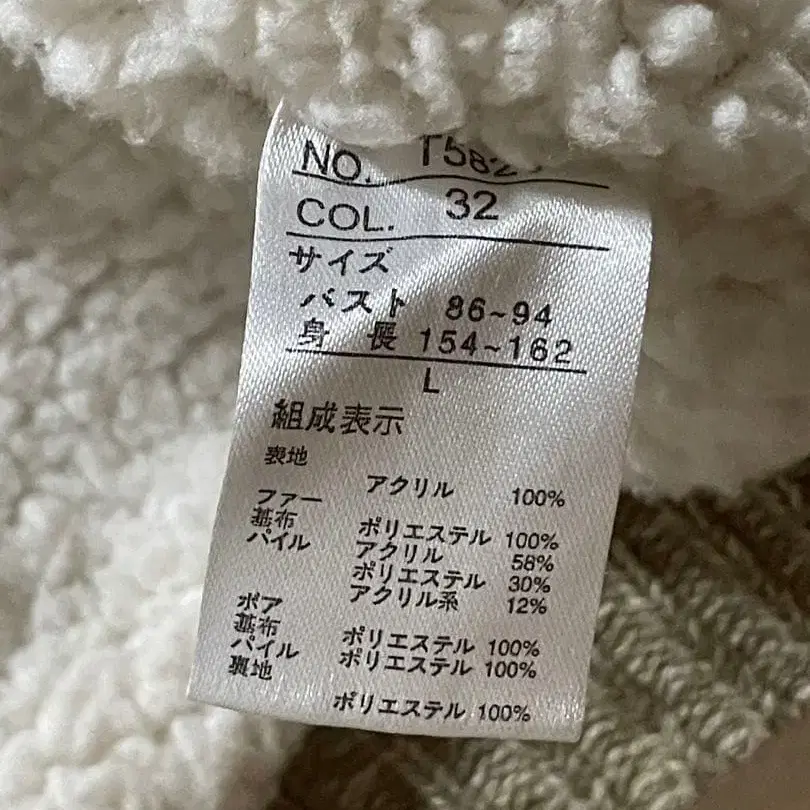 NO. T582
COL. 32
サイズ
バスト 86~94
身長 154~162
L
組成表示
表地
アクリル 100%
ファー
基布 ポリエステル 100%
パイル アクリル 58%
ポリエステル 30%
アクリル系 12%
ボア
基布 ポリエステル 100%
パイル ポリエステル 100%
裏地
ポリエステル 100%